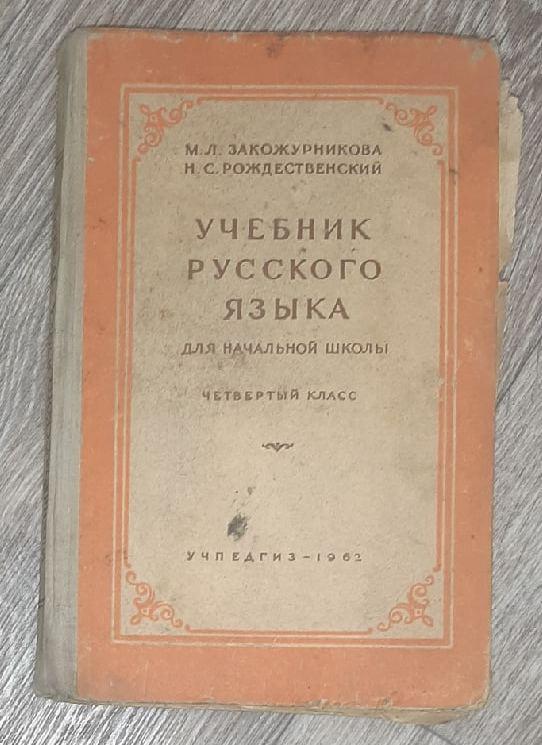 М. Л. ЗАКОЖУРНИКОВА
Н. С. РОЖДЕСТВЕНСКИЙ
УЧЕБНИК
РУССКОГО
ЯЗЫКА
ДЛЯ НАЧАЛЬНОЙ ШКОЛЫ
ЧЕТВЕРТЫЙ КЛАСС
УЧПЕДГИЗ – 1962